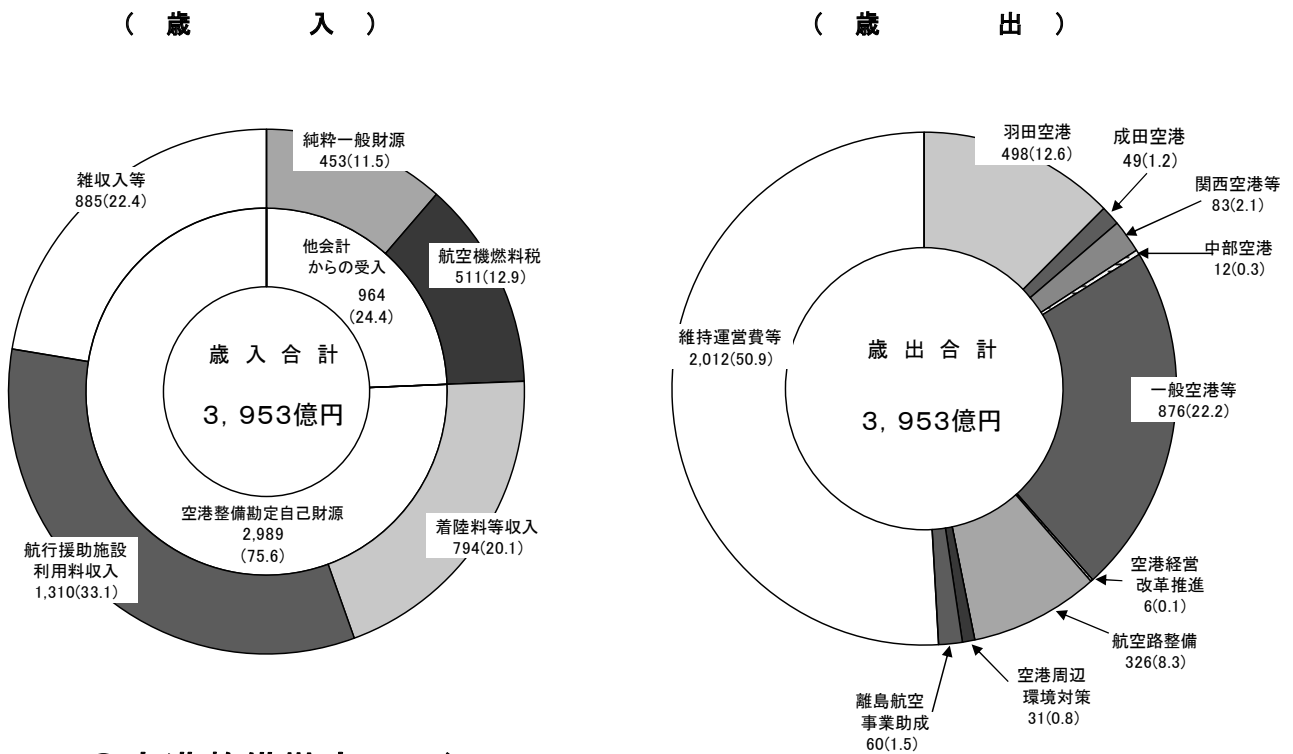 （　歳　　　入　）
純粋一般財源
453(11.5)
雑収入等
885(22.4)
他会計
からの受入
964
(24.4)
航空機燃料税
511(12.9)
歳入合計
3,953億円
空港整備勘定自己財源
2,989
(75.6)
着陸料等収入
794(20.1)
航行援助施設
利用料収入
1,310(33.1)
（　歳　　　出　）
羽田空港
498(12.6)
成田空港
49(1.2)
関西空港等
83(2.1)
中部空港
12(0.3)
維持運営費等
2,012(50.9)
歳出合計
3,953億円
一般空港等
876(22.2)
空港経営
改革推進
6(0.1)
航空路整備
326(8.3)
空港周辺
環境対策
31(0.8)
離島航空
事業助成
60(1.5)